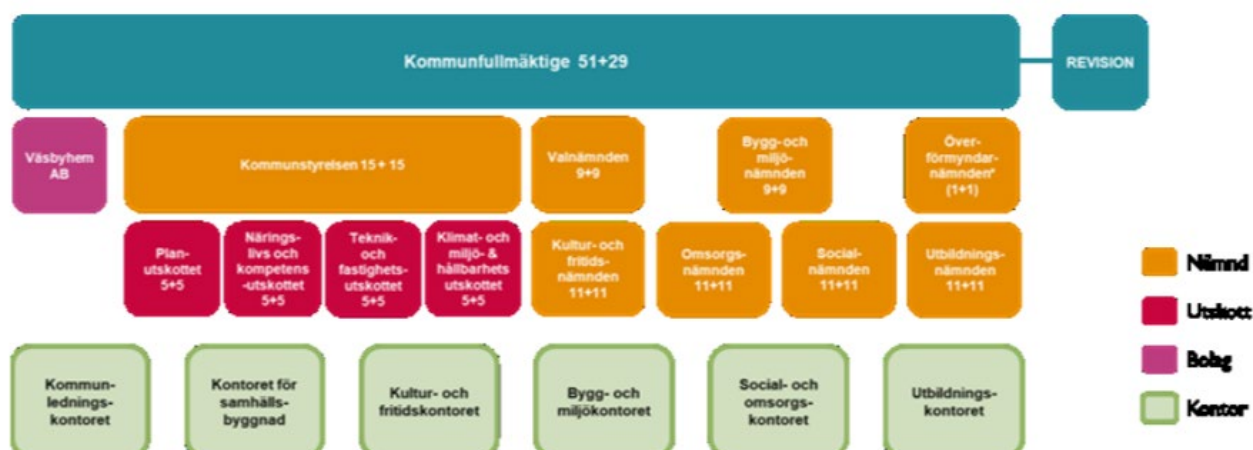 Kommunfullmäktige 51+29
REVISION
Väsbyhem
AB
Kommunstyrelsen 15 + 15
Valnämnden
9+9
Bygg-och
miljö-
nämnden
9+9
Över-
förmyndar-
nämnden*
(1+1)
Plan-
utskottet
5+5
Närings-
livs och
kompetens
-utskottet
5+5
Teknik-
och
fastighets-
utskottet
5+5
Klimat- och
miljö- &
hållbarhets
utskottet
5+5
Kultur- och
fritids-
nämnden
11+11
Omsorgs-
nämnden
11+11
Social-
nämnden
11+11
Utbildnings-
nämnden
11+11
Nämnd
Utskott
Bolag
Kontor
Kommun-
lednings-
kontoret
Kontoret för
samhälls-
byggnad
Kultur- och
fritidskontoret
Bygg- och
miljökontoret
Social- och
omsorgs-
kontoret
Utbildnings-
kontoret